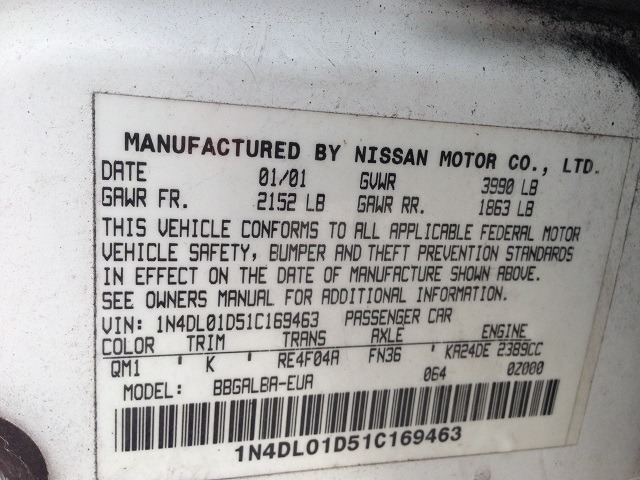 MANUFACTURED BY NISSAN MOTOR CO., LTD.
DATE 01/01 GVWR 3990 LB
GAWR FR. 2152 LB GAWR RR. 1863 LB
THIS VEHICLE CONFORMS TO ALL APPLICABLE FEDERAL MOTOR
VEHICLE SAFETY, BUMPER AND THEFT PREVENTION STANDARDS
IN EFFECT ON THE DATE OF MANUFACTURE SHOWN ABOVE.
SEE OWNERS MANUAL FOR ADDITIONAL INFORMATION.
VIN: 1N4DL01D51C169463 PASSENGER CAR
COLOR TRIM TRANS AXLE ENGINE
QM1 ' K ' RE4F04A FN36 ' KA24DE 2389CC
MODEL: BBGALBA-EUA 064 0Z000
1N4DL01D51C169463